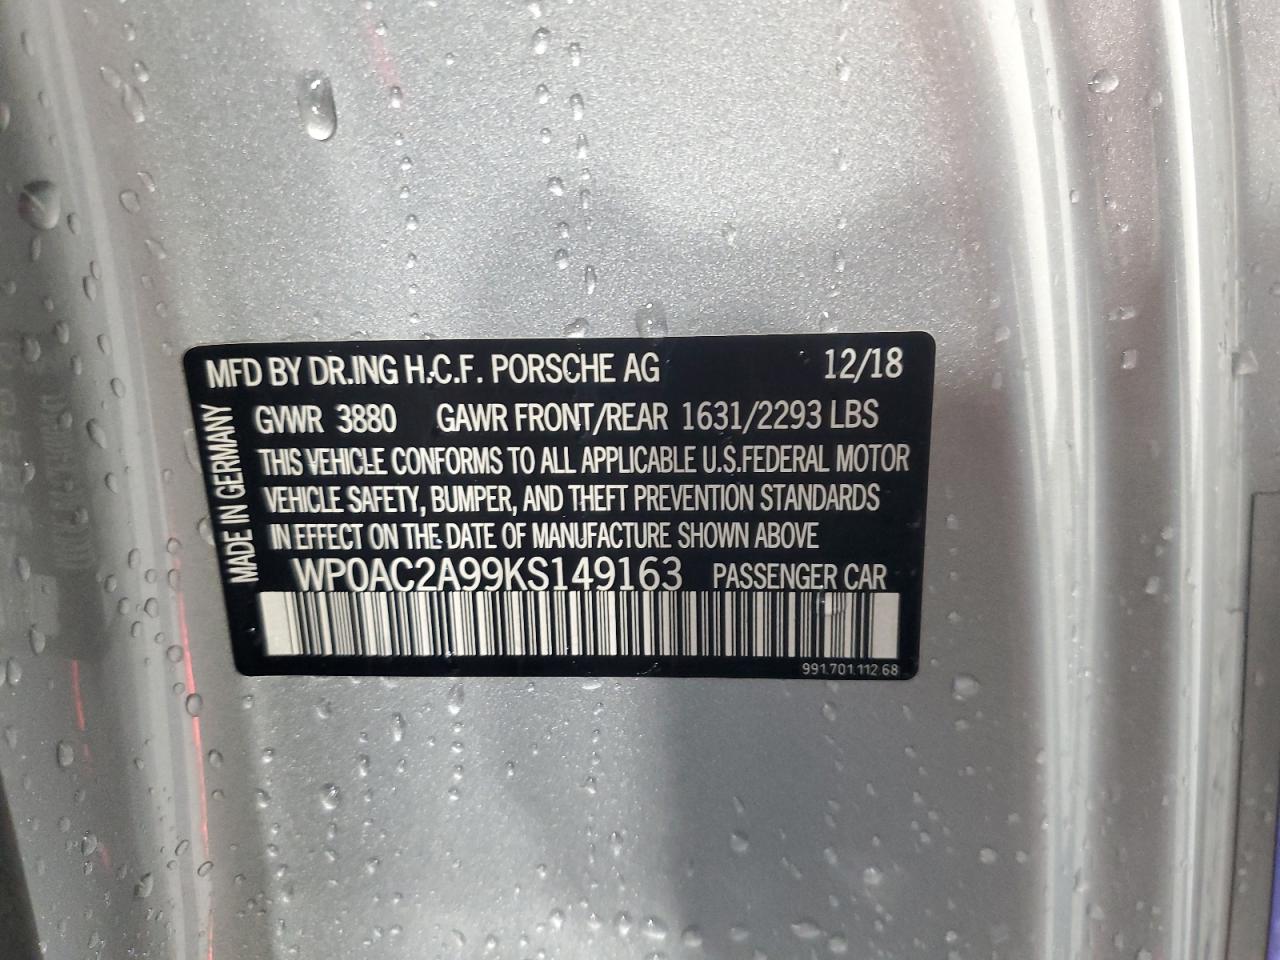 MFD BY DR.ING H.C.F. PORSCHE AG 12/18
GVWR 3880 GAWR FRONT/REAR 1631/2293 LBS
THIS VEHICLE CONFORMS TO ALL APPLICABLE U.S.FEDERAL MOTOR
VEHICLE SAFETY, BUMPER, AND THEFT PREVENTION STANDARDS
IN EFFECT ON THE DATE OF MANUFACTURE SHOWN ABOVE
WP0AC2A99KS149163 PASSENGER CAR
991.701.112.68
MADE IN GERMANY